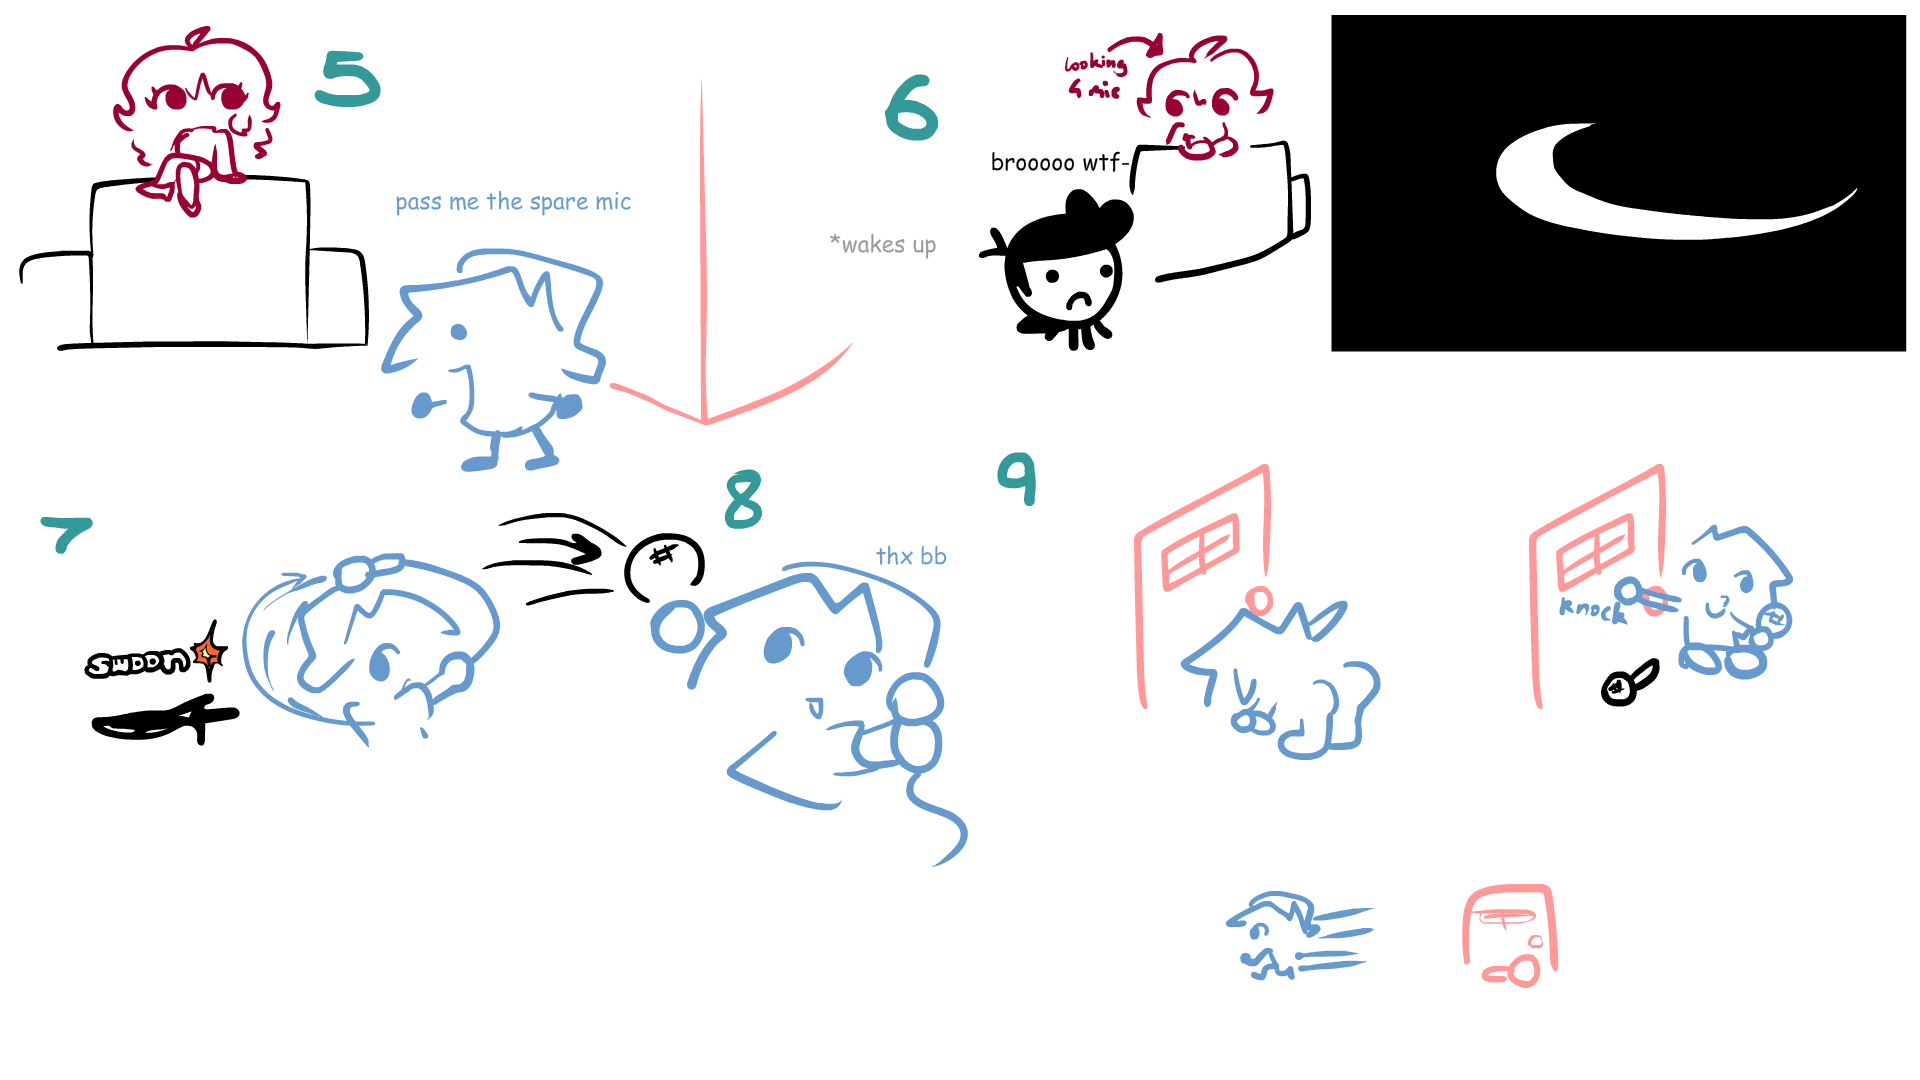 5
pass me the spare mic
6
looking
4 mic
brooooo wtf-
*wakes up
7
swoon
8
thx bb
9
knock